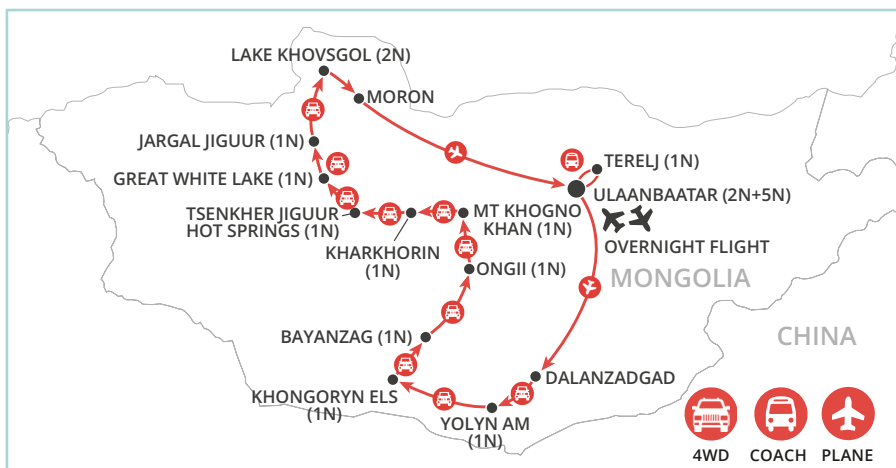 LAKE KHOVSGOL (2N)
MORON
JARGAL JIGUUR (1N)
TERELJ (1N)
GREAT WHITE LAKE (1N)
ULAANBAATAR (2N+5N)
TSENKHER JIGUUR
HOT SPRINGS (1N)
MT KHOGNO
KHAN (1N)
KHARKHORIN
(1N)
OVERNIGHT FLIGHT
ONGII (1N)
MONGOLIA
BAYANZAG (1N)
CHINA
DALANZADGAD
KHONGORYN ELS
(1N)
YOLYN AM
(1N)
4WD
COACH
PLANE